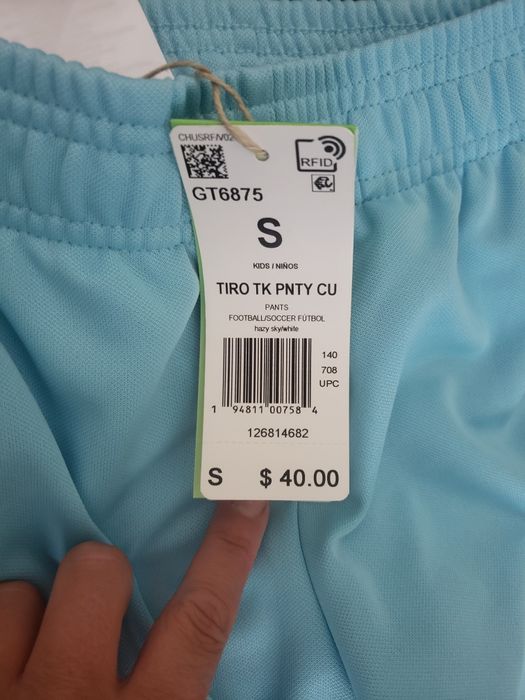 CHUSRF/V02
RFID
GT6875
S
KIDS / NIÑOS
TIRO TK PNTY CU
PANTS
FOOTBALL/SOCCER FÚTBOL
hazy sky/white
140
708
UPC
1 94811 00758 4
126814682
S $ 40.00